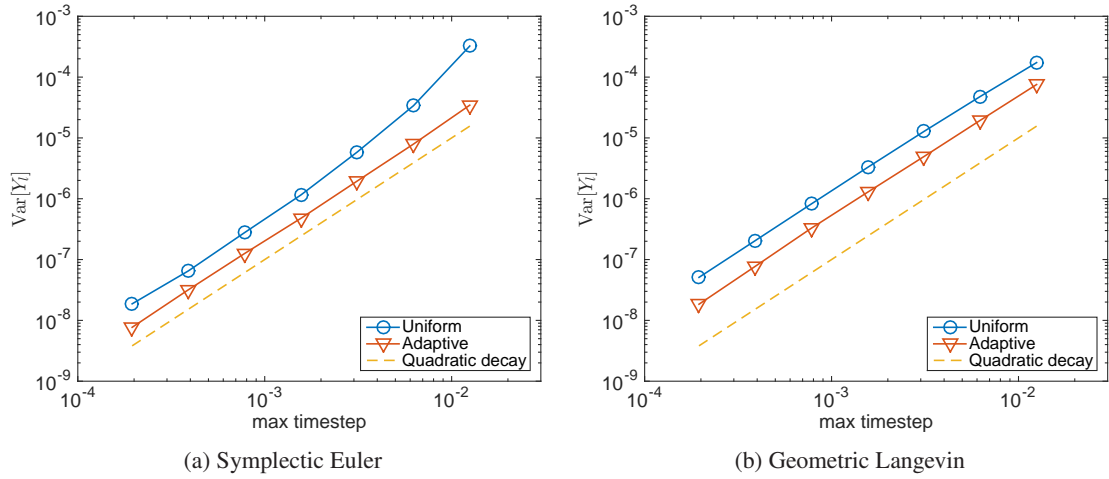 10^-3
10^-4
10^-5
10^-6
10^-7
10^-8
10^-9
Var[Y_l]
10^-4 10^-3 10^-2
max timestep
Uniform
Adaptive
Quadratic decay
(a) Symplectic Euler
10^-3
10^-4
10^-5
10^-6
10^-7
10^-8
10^-9
Var[Y_l]
10^-4 10^-3 10^-2
max timestep
Uniform
Adaptive
Quadratic decay
(b) Geometric Langevin